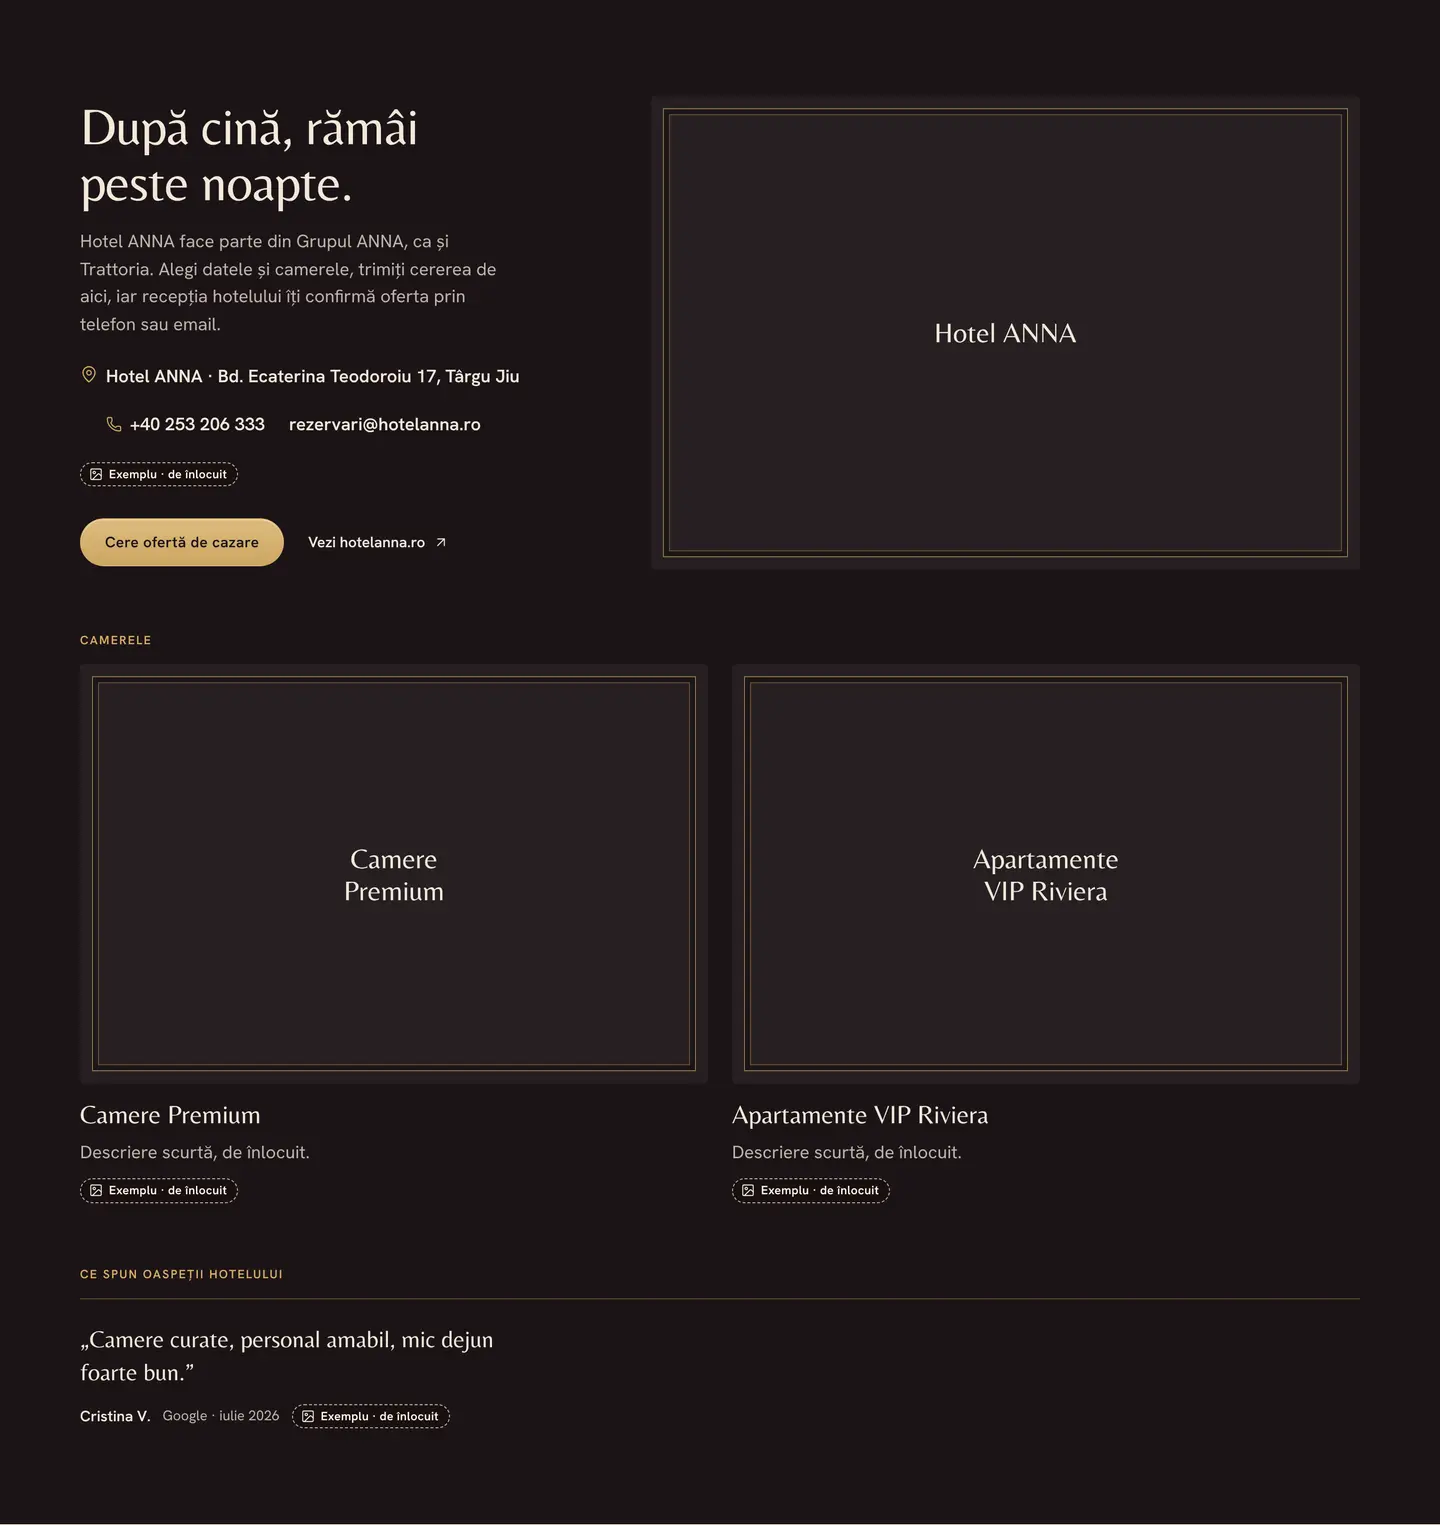 După cină, rămâi
peste noapte.
Hotel ANNA face parte din Grupul ANNA, ca și
Trattoria. Alegi datele și camerele, trimiți cererea de
aici, iar recepția hotelului îți confirmă oferta prin
telefon sau email.
Hotel ANNA · Bd. Ecaterina Teodoroiu 17, Târgu Jiu
+40 253 206 333 rezervari@hotelanna.ro
Exemplu · de înlocuit
Cere ofertă de cazare Vezi hotelanna.ro
Hotel ANNA
CAMERELE
Camere
Premium
Camere Premium
Descriere scurtă, de înlocuit.
Exemplu · de înlocuit
Apartamente
VIP Riviera
Apartamente VIP Riviera
Descriere scurtă, de înlocuit.
Exemplu · de înlocuit
CE SPUN OASPEȚII HOTELULUI
„Camere curate, personal amabil, mic dejun
foarte bun.”
Cristina V. Google · iulie 2026 Exemplu · de înlocuit